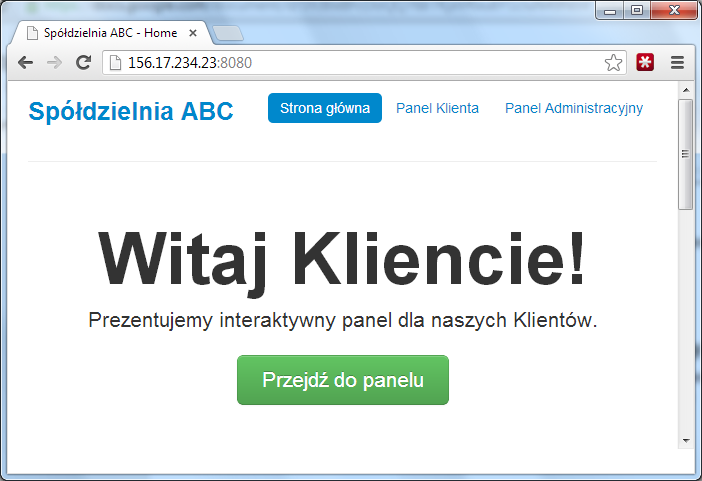 Spółdzielnia ABC - Home
156.17.234.23:8080
Spółdzielnia ABC
Strona główna
Panel Klienta
Panel Administracyjny
Witaj Kliencie!
Prezentujemy interaktywny panel dla naszych Klientów.
Przejdź do panelu